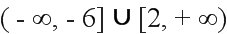 ( - ∞, - 6] ∪ [2, + ∞)